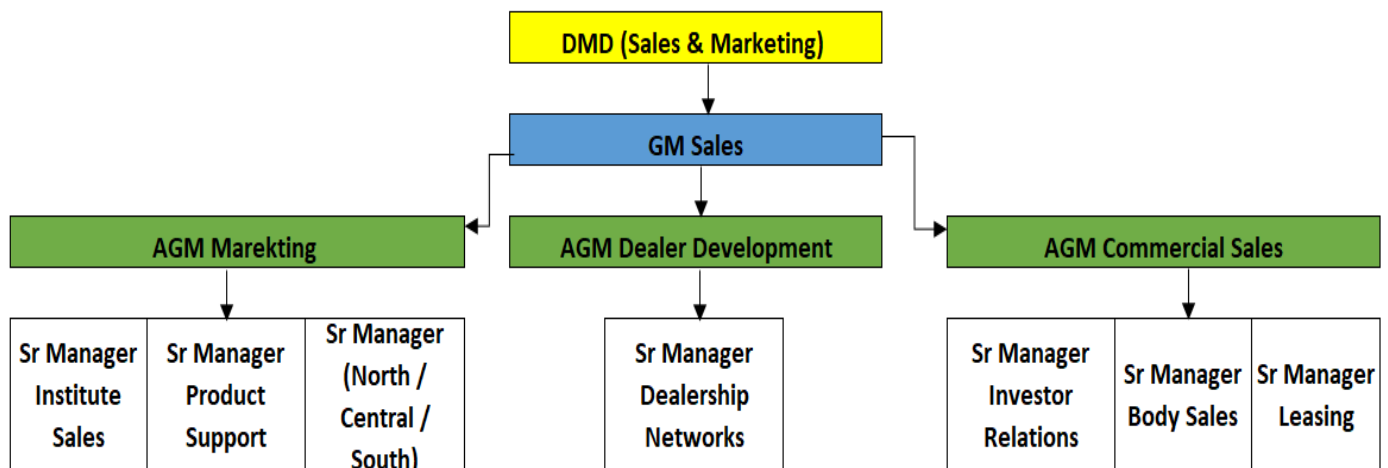 DMD (Sales & Marketing)
GM Sales
AGM Marekting
AGM Dealer Development
AGM Commercial Sales
Sr Manager
Institute
Sales
Sr Manager
Product
Support
Sr Manager
(North /
Central /
South)
Sr Manager
Dealership
Networks
Sr Manager
Investor
Relations
Sr Manager
Body Sales
Sr Manager
Leasing